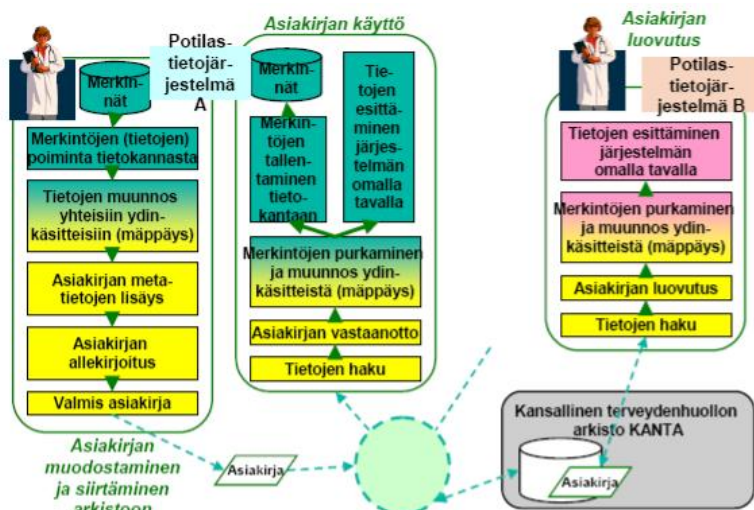 Potilas-
tietojär-
jestelmä
A
Merkin-
nät
Merkintöjen (tietojen)
poiminta tietokannasta
Tietojen muunnos
yhteisiin ydin-
käsitteisiin (mäppäys)
Asiakirjan meta-
tietojen lisäys
Asiakirjan
allekirjoitus
Valmis asiakirja
Asiakirjan
muodostaminen
ja siirtäminen
arkistoon
Asiakirjan käyttö
Merkin-
nät
Merkin-
töjen
tallen-
taminen
tieto-
kantaan
Tie-
tojen
esittä-
minen
järjes-
telmän
omalla
tavalla
Merkintöjen purkaminen
ja muunnos ydin-
käsitteistä (mäppäys)
Asiakirjan vastaanotto
Tietojen haku
Asiakirja
Asiakirjan
luovutus
Potilas-
tietojär-
jestelmä B
Tietojen esittäminen
järjestelmän
omalla tavalla
Merkintöjen purkaminen
ja muunnos ydin-
käsitteistä (mäppäys)
Asiakirjan luovutus
Tietojen haku
Kansallinen terveydenhuollon
arkisto KANTA
Asiakirja